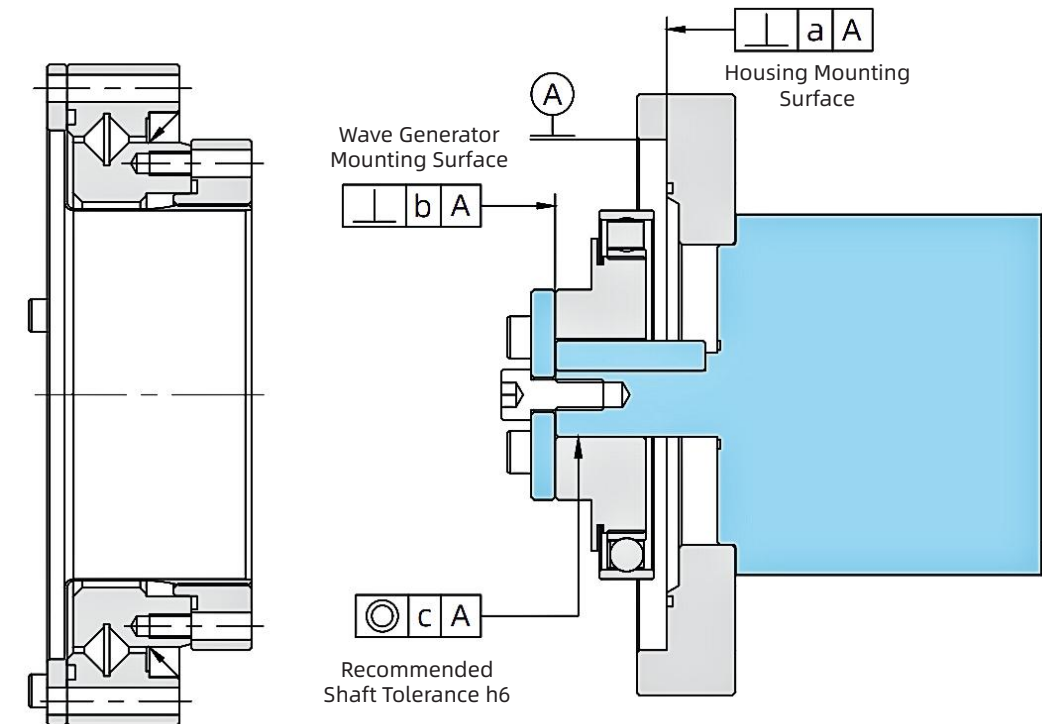 ⊥ a A
Housing Mounting
Surface
A
Wave Generator
Mounting Surface
⊥ b A
◎ c A
Recommended
Shaft Tolerance h6